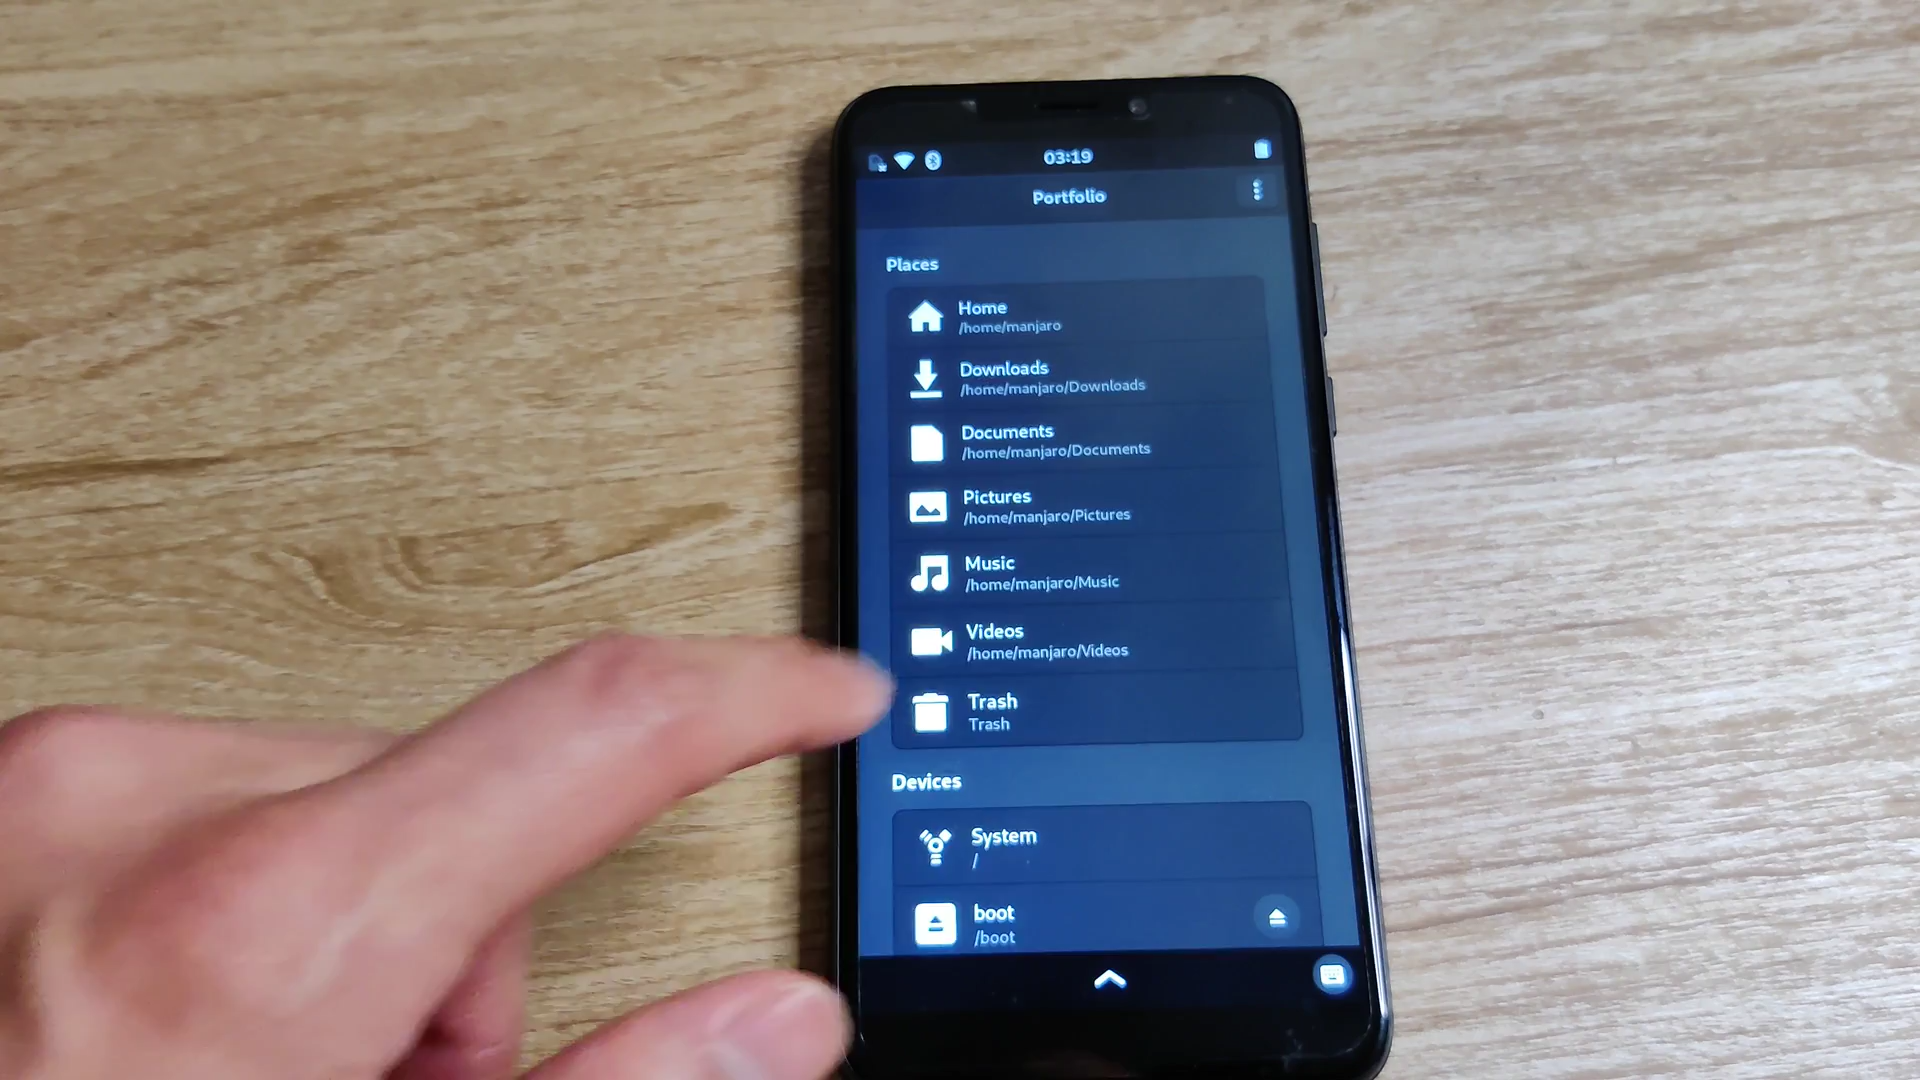 03:19
Portfolio
Places
Home
/home/manjaro
Downloads
/home/manjaro/Downloads
Documents
/home/manjaro/Documents
Pictures
/home/manjaro/Pictures
Music
/home/manjaro/Music
Videos
/home/manjaro/Videos
Trash
Trash
Devices
System
/
boot
/boot